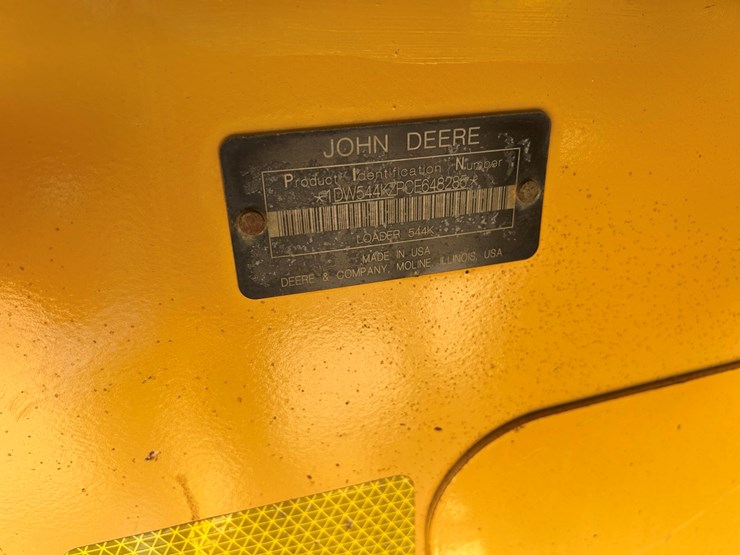 JOHN DEERE
Product Identification Number
*1DW544KZPCE648285*
LOADER 544K
MADE IN USA
DEERE & COMPANY, MOLINE, ILLINOIS, USA